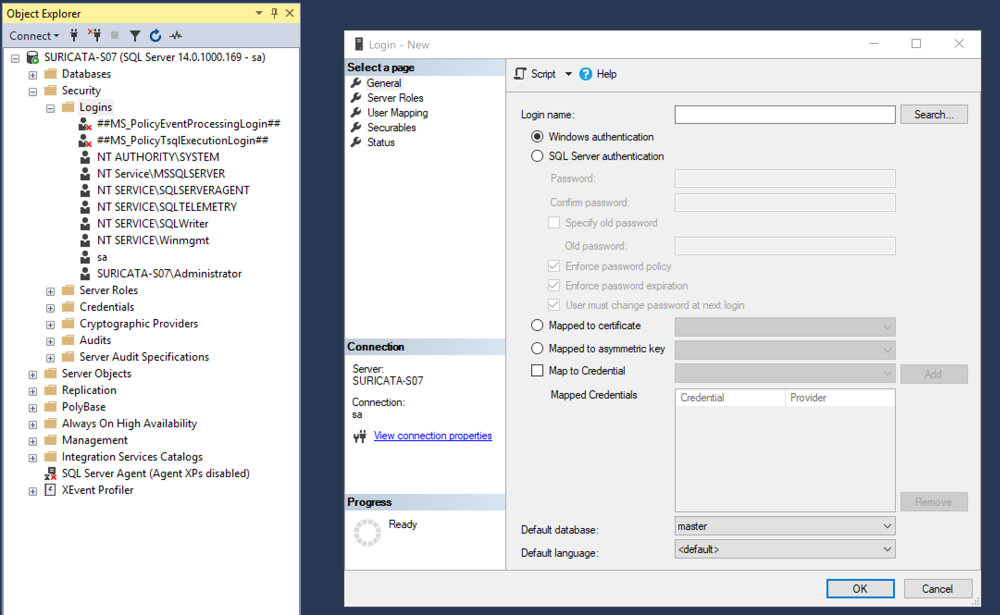 Object Explorer
Connect
SURICATA-S07 (SQL Server 14.0.1000.169 - sa)
Databases
Security
Logins
##MS_PolicyEventProcessingLogin##
##MS_PolicyTsqlExecutionLogin##
NT AUTHORITY\SYSTEM
NT Service\MSSQLSERVER
NT SERVICE\SQLSERVERAGENT
NT SERVICE\SQLTELEMETRY
NT SERVICE\SQLWriter
NT SERVICE\Winmgmt
sa
SURICATA-S07\Administrator
Server Roles
Credentials
Cryptographic Providers
Audits
Server Audit Specifications
Server Objects
Replication
PolyBase
Always On High Availability
Management
Integration Services Catalogs
SQL Server Agent (Agent XPs disabled)
XEvent Profiler
Login - New
Select a page
General
Server Roles
User Mapping
Securables
Status
Connection
Server:
SURICATA-S07
Connection:
sa
View connection properties
Progress
Ready
Script
Help
Login name:
Search...
Windows authentication
SQL Server authentication
Password:
Confirm password:
Specify old password
Old password:
Enforce password policy
Enforce password expiration
User must change password at next login
Mapped to certificate
Mapped to asymmetric key
Map to Credential
Add
Mapped Credentials
Credential
Provider
Remove
Default database:
master
Default language:
<default>
OK
Cancel